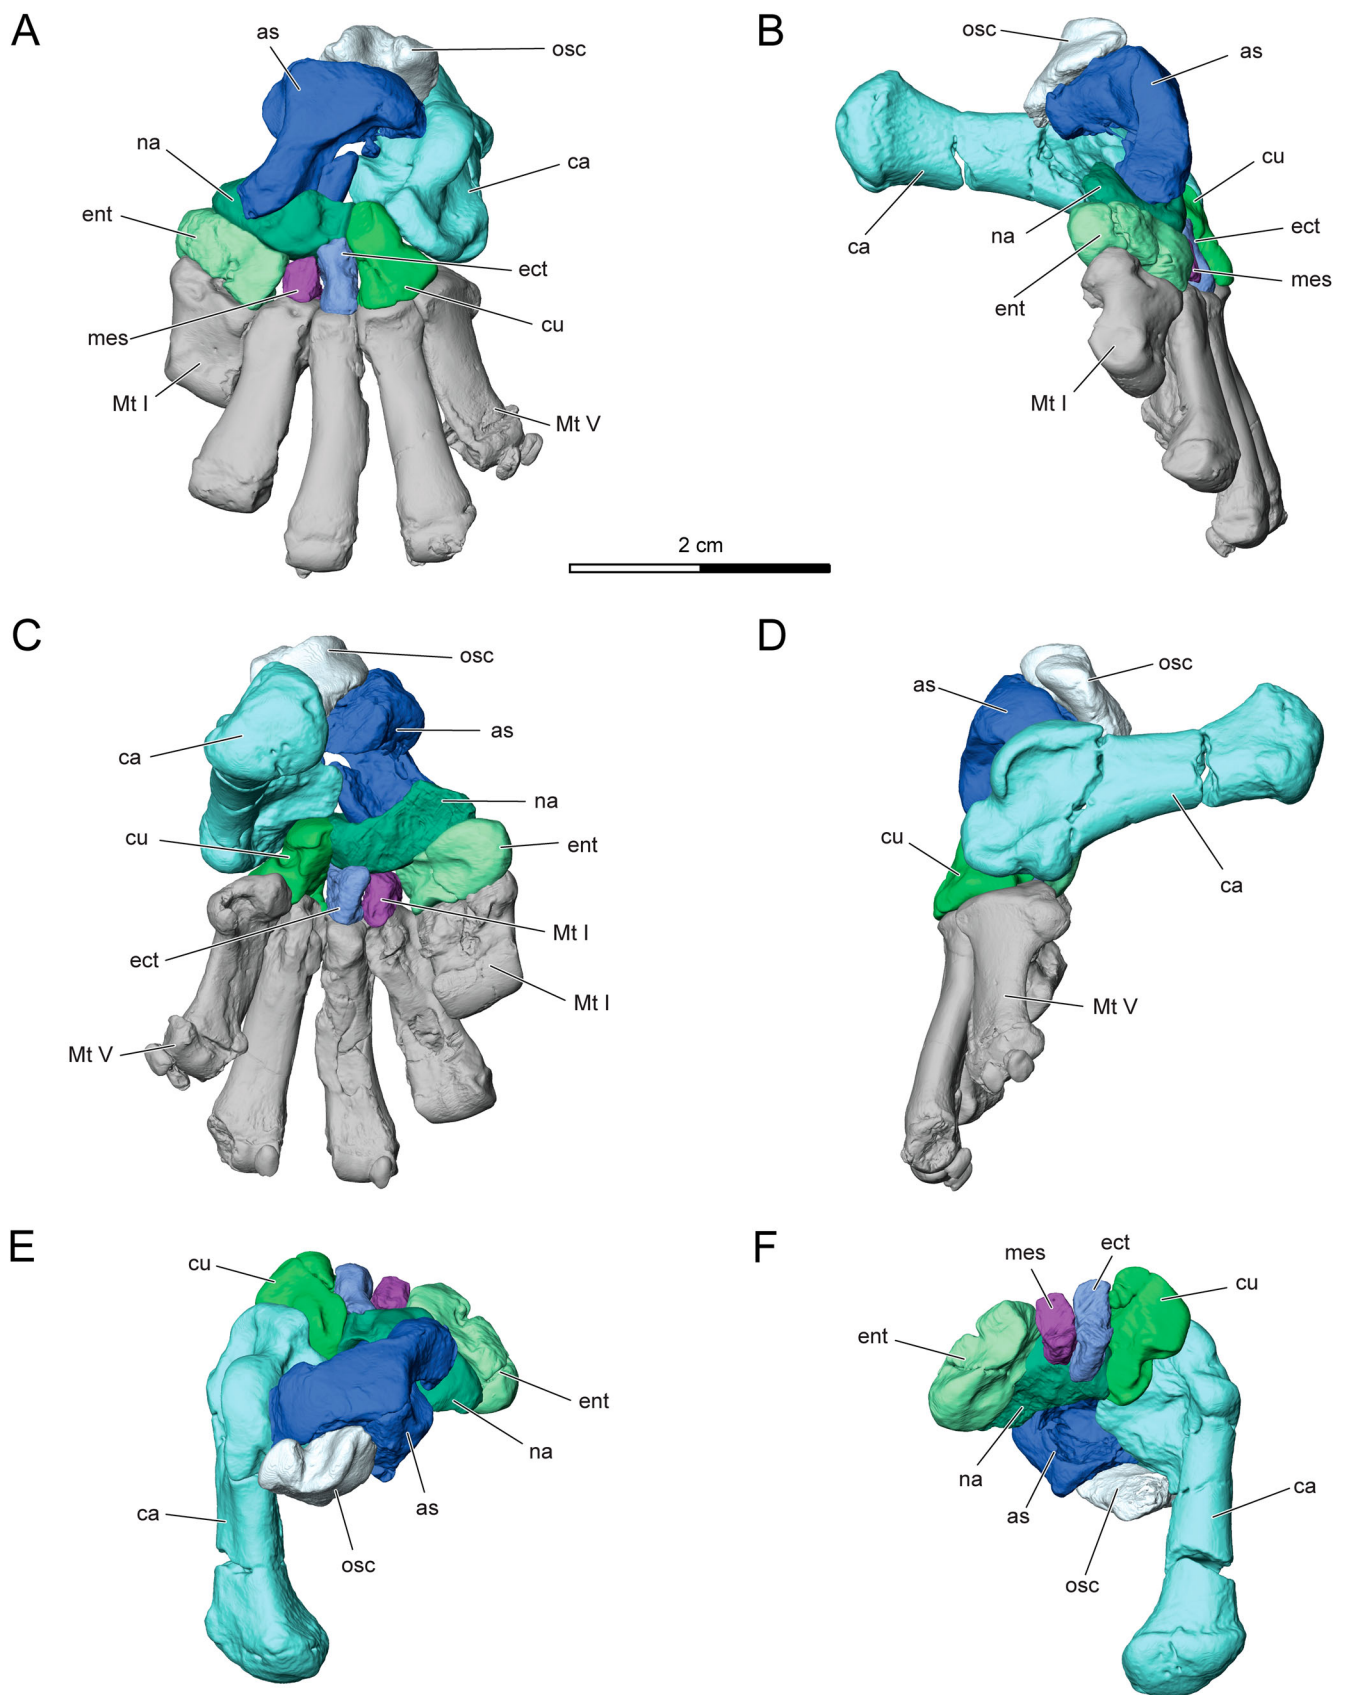 A
as
osc
na
ca
ent
ect
mes
cu
Mt I
Mt V
B
osc
as
cu
ca
na
ect
mes
ent
Mt I
2 cm
C
osc
as
ca
na
cu
ent
Mt I
ect
Mt I
Mt V
D
osc
as
cu
ca
Mt V
E
cu
ent
na
ca
as
osc
F
mes
ect
cu
ent
na
ca
as
osc